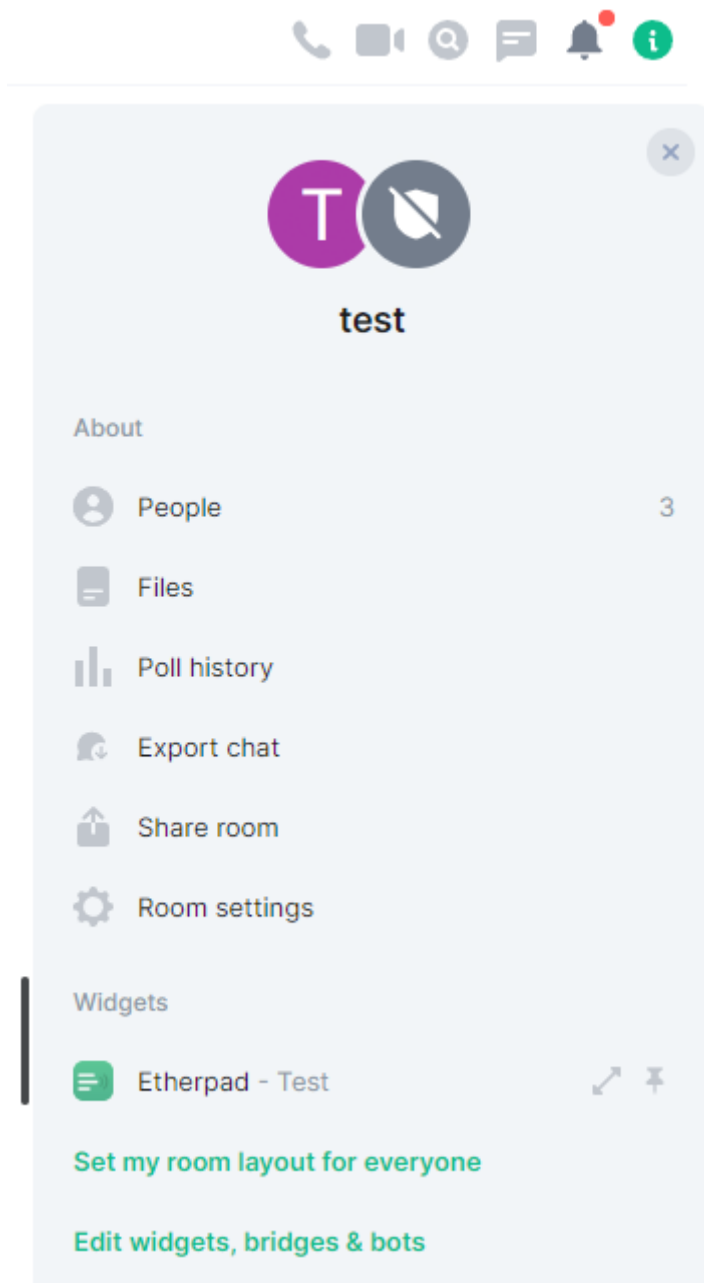 T
test
About
People 3
Files
Poll history
Export chat
Share room
Room settings
Widgets
Etherpad - Test
Set my room layout for everyone
Edit widgets, bridges & bots